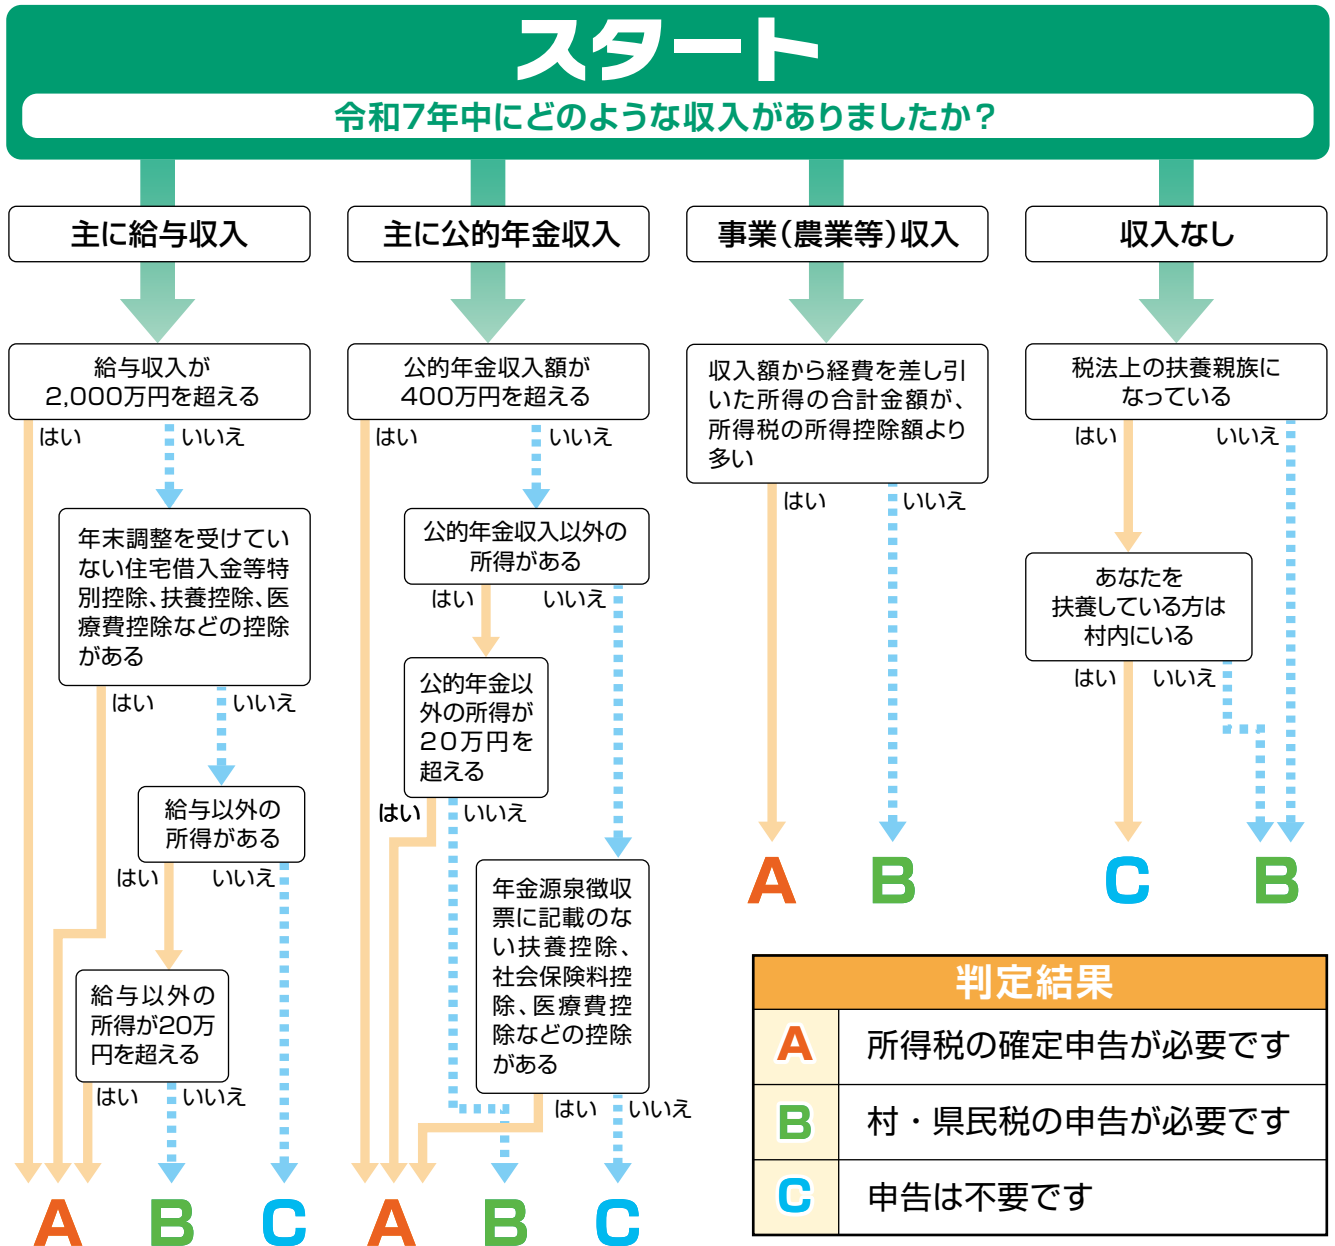 スタート
令和7年中にどのような収入がありましたか？
主に給与収入
給与収入が
2,000万円を超える
はい
いいえ
年末調整を受けてい
ない住宅借入金等特
別控除、扶養控除、医
療費控除などの控除
がある
はい
いいえ
給与以外の
所得がある
はい
いいえ
給与以外の
所得が20万
円を超える
はい
いいえ
A
B
C
主に公的年金収入
公的年金収入額が
400万円を超える
はい
いいえ
公的年金収入以外の
所得がある
はい
いいえ
公的年金以
外の所得が
20万円を
超える
はい
いいえ
年金源泉徴収
票に記載のな
い扶養控除、
社会保険料控
除、医療費控
除などの控除
がある
はい
いいえ
A
B
C
事業(農業等)収入
収入額から経費を差し引
いた所得の合計金額が、
所得税の所得控除額より
多い
はい
いいえ
A
B
収入なし
税法上の扶養親族に
なっている
はい
いいえ
あなたを
扶養している方は
村内にいる
はい
いいえ
C
B
判定結果
A 所得税の確定申告が必要です
B 村・県民税の申告が必要です
C 申告は不要です